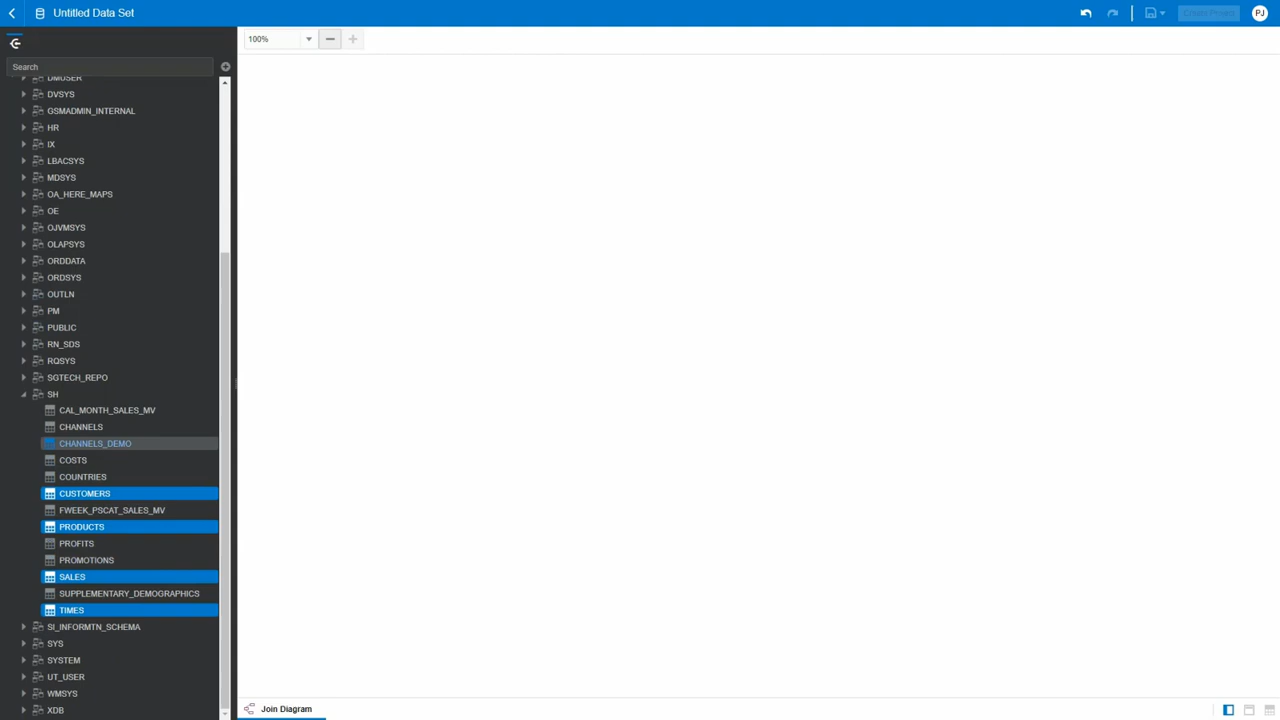 Untitled Data Set
Create Project
PJ
100%
Search
DMUSER
DVSYS
GSMADMIN_INTERNAL
HR
IX
LBACSYS
MDSYS
OA_HERE_MAPS
OE
OJVMSYS
OLAPSYS
ORDDATA
ORDSYS
OUTLN
PM
PUBLIC
RN_SDS
RQSYS
SGTECH_REPO
SH
CAL_MONTH_SALES_MV
CHANNELS
CHANNELS_DEMO
COSTS
COUNTRIES
CUSTOMERS
FWEEK_PSCAT_SALES_MV
PRODUCTS
PROFITS
PROMOTIONS
SALES
SUPPLEMENTARY_DEMOGRAPHICS
TIMES
SI_INFORMTN_SCHEMA
SYS
SYSTEM
UT_USER
WMSYS
XDB
Join Diagram